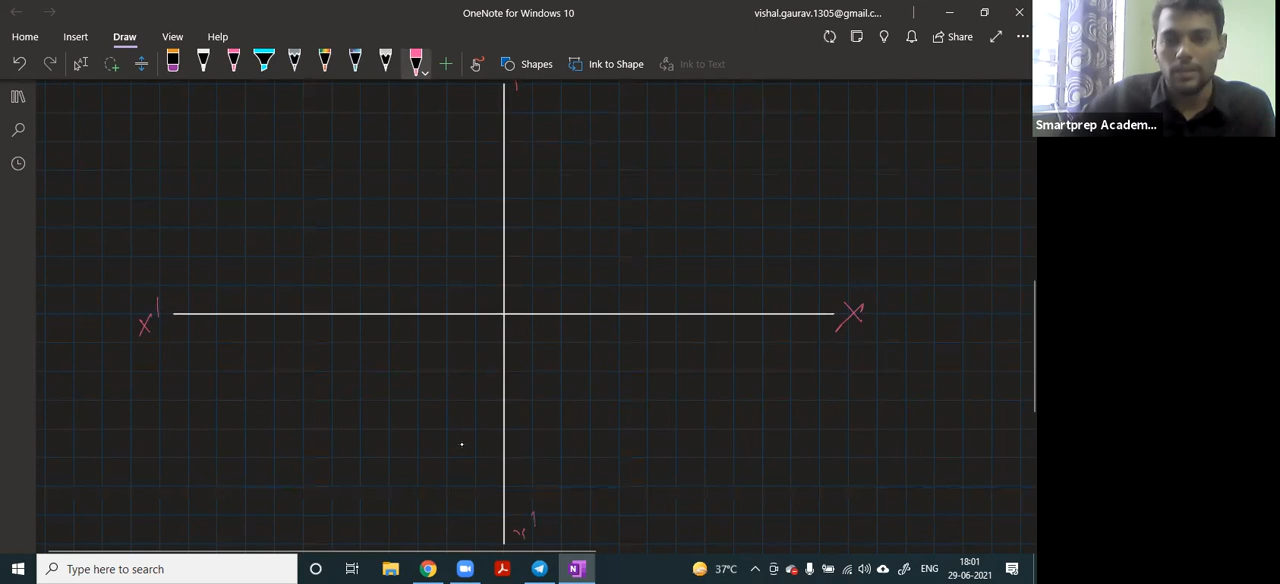 OneNote for Windows 10
vishal.gaurav.1305@gmail.c...
Home Insert Draw View Help
Share
Shapes Ink to Shape Ink to Text
Smartprep Academ...
X'
X
Type here to search
37°C
ENG
18:01
29-06-2021